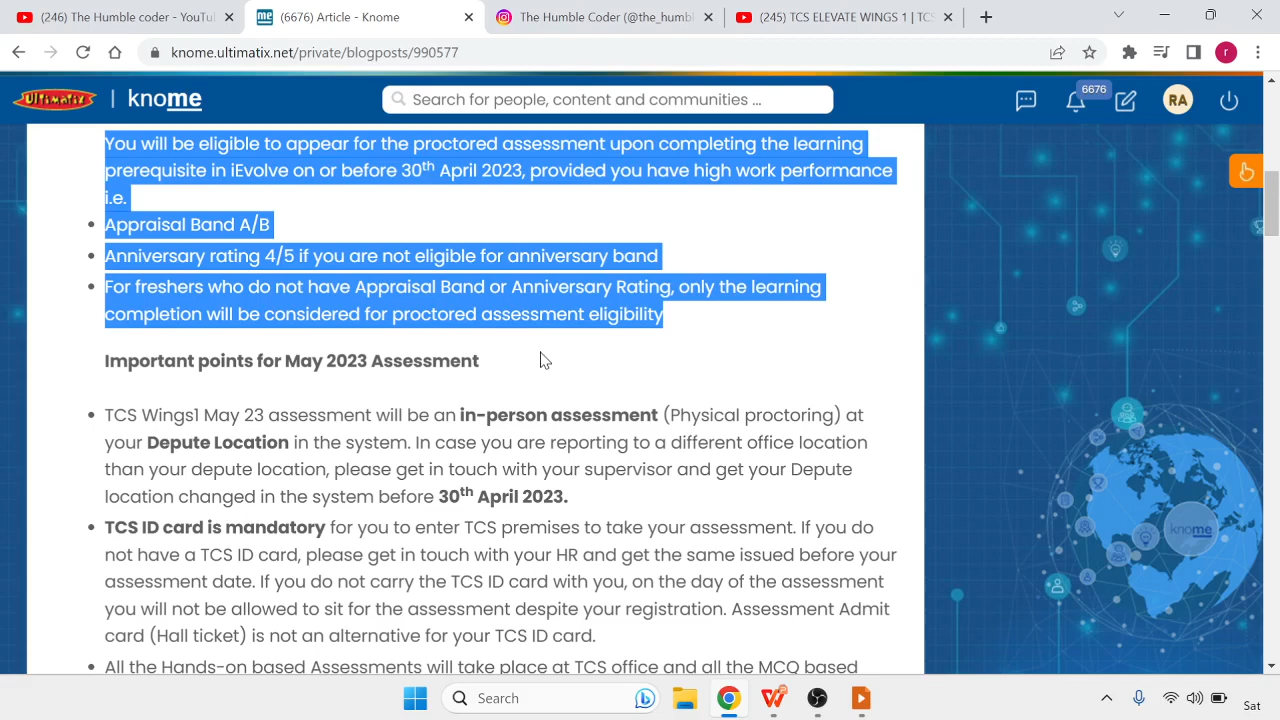 (246) The Humble coder - YouTu
(6676) Article - Knome
The Humble Coder (@the_humbl
(245) TCS ELEVATE WINGS 1 | TCS
knome.ultimatix.net/private/blogposts/990577
r
Ultimatix | knome
Search for people, content and communities ...
6676
RA
You will be eligible to appear for the proctored assessment upon completing the learning
prerequisite in iEvolve on or before 30th April 2023, provided you have high work performance
i.e.
• Appraisal Band A/B
• Anniversary rating 4/5 if you are not eligible for anniversary band
• For freshers who do not have Appraisal Band or Anniversary Rating, only the learning
completion will be considered for proctored assessment eligibility
Important points for May 2023 Assessment
• TCS Wings1 May 23 assessment will be an in-person assessment (Physical proctoring) at
your Depute Location in the system. In case you are reporting to a different office location
than your depute location, please get in touch with your supervisor and get your Depute
location changed in the system before 30th April 2023.
• TCS ID card is mandatory for you to enter TCS premises to take your assessment. If you do
not have a TCS ID card, please get in touch with your HR and get the same issued before your
assessment date. If you do not carry the TCS ID card with you, on the day of the assessment
you will not be allowed to sit for the assessment despite your registration. Assessment Admit
card (Hall ticket) is not an alternative for your TCS ID card.
• All the Hands-on based Assessments will take place at TCS office and all the MCQ based
knome
Search
Sat